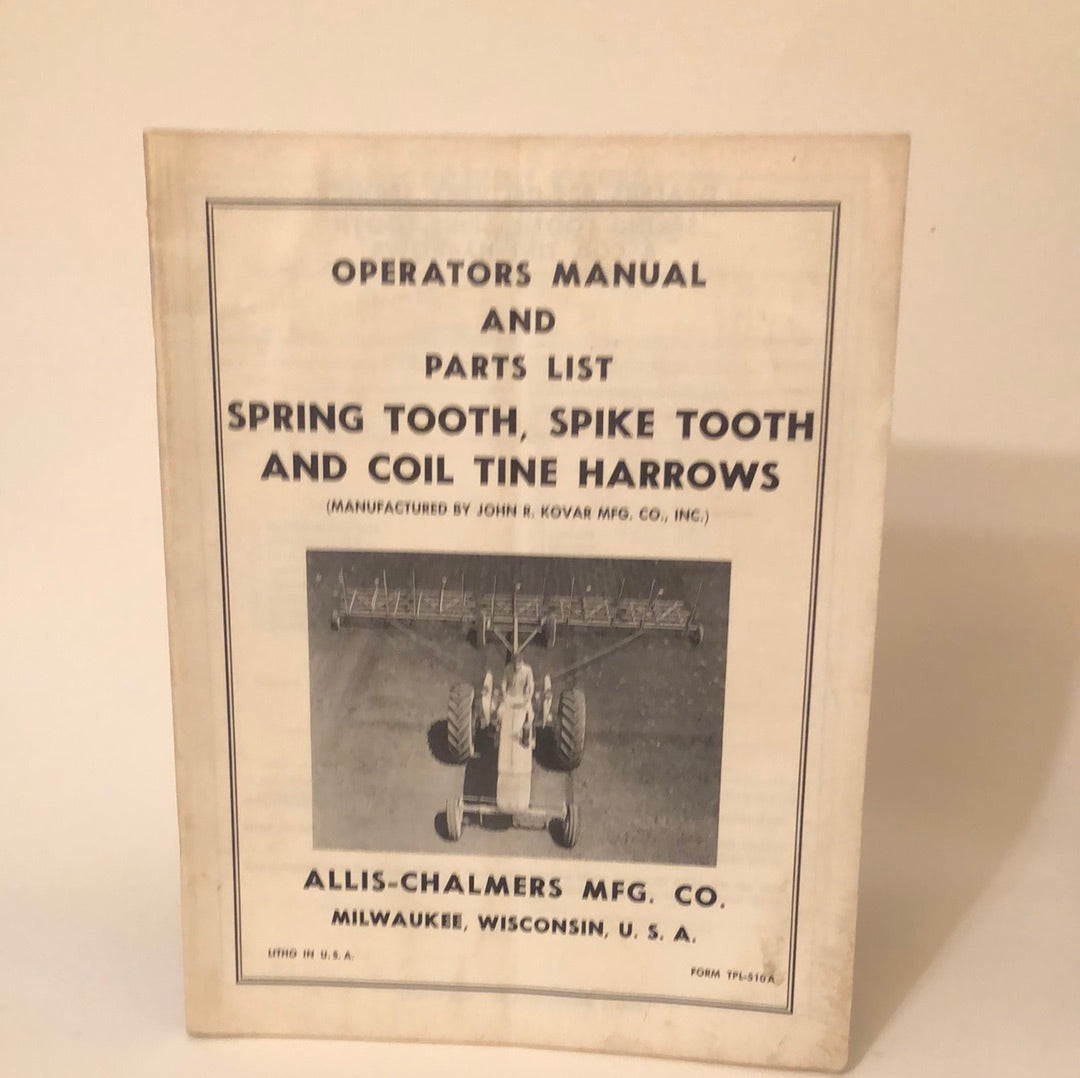 OPERATORS MANUAL
AND
PARTS LIST
SPRING TOOTH, SPIKE TOOTH
AND COIL TINE HARROWS
(MANUFACTURED BY JOHN R. KOVAR MFG. CO., INC.)
ALLIS-CHALMERS MFG. CO.
MILWAUKEE, WISCONSIN, U. S. A.
LITHO IN U. S. A.
FORM TPL-510A